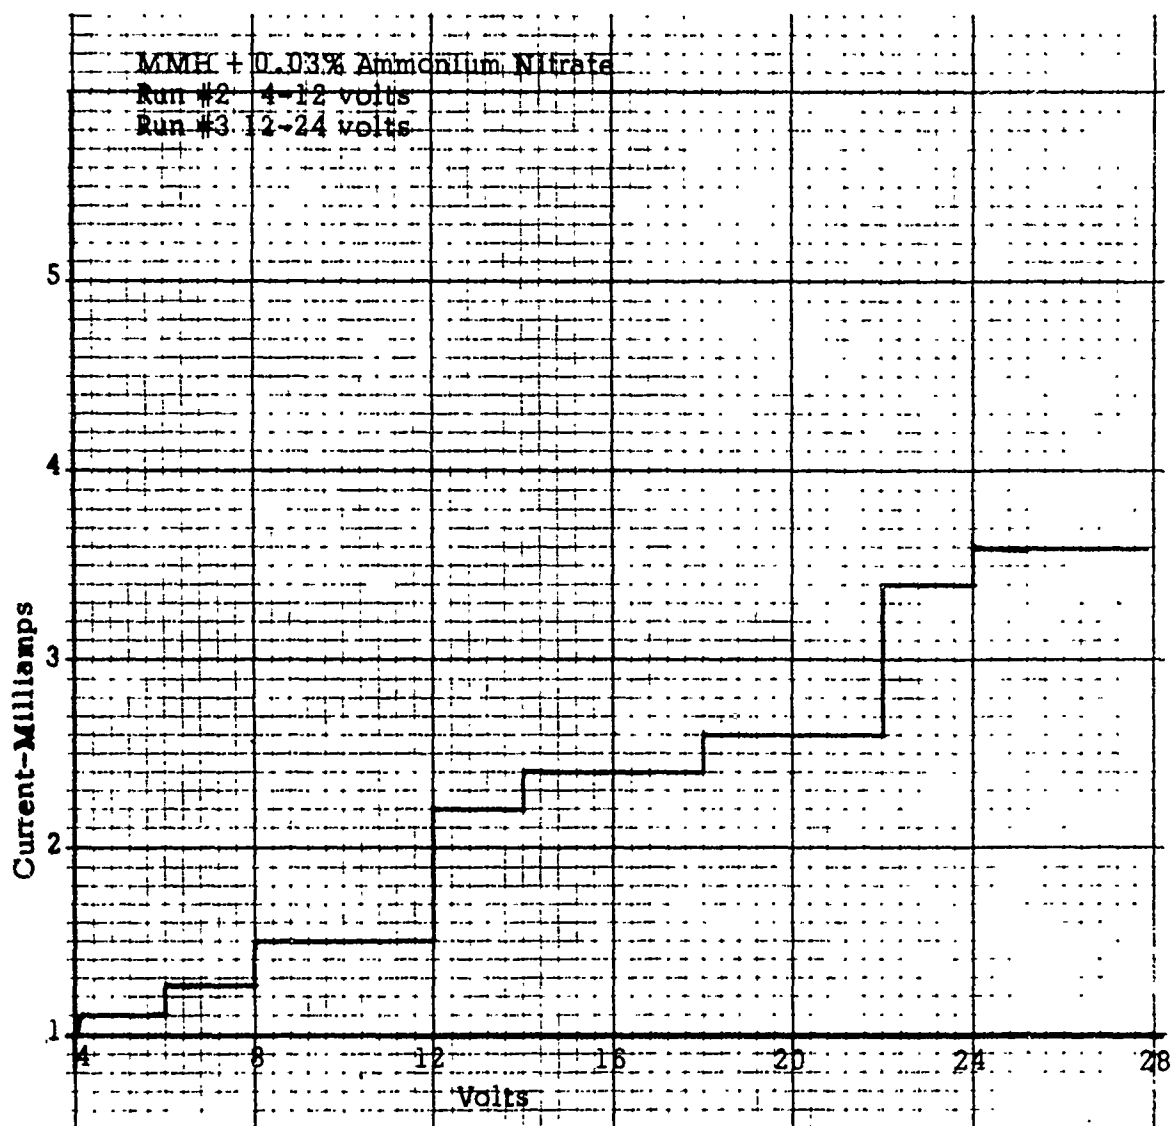 MMH + 0.03% Ammonium Nitrate
Run #2 4-12 volts
Run #3 12-24 volts
5
4
3
2
.1
Current-Milliamps
4
8
12
16
20
24
28
Volts